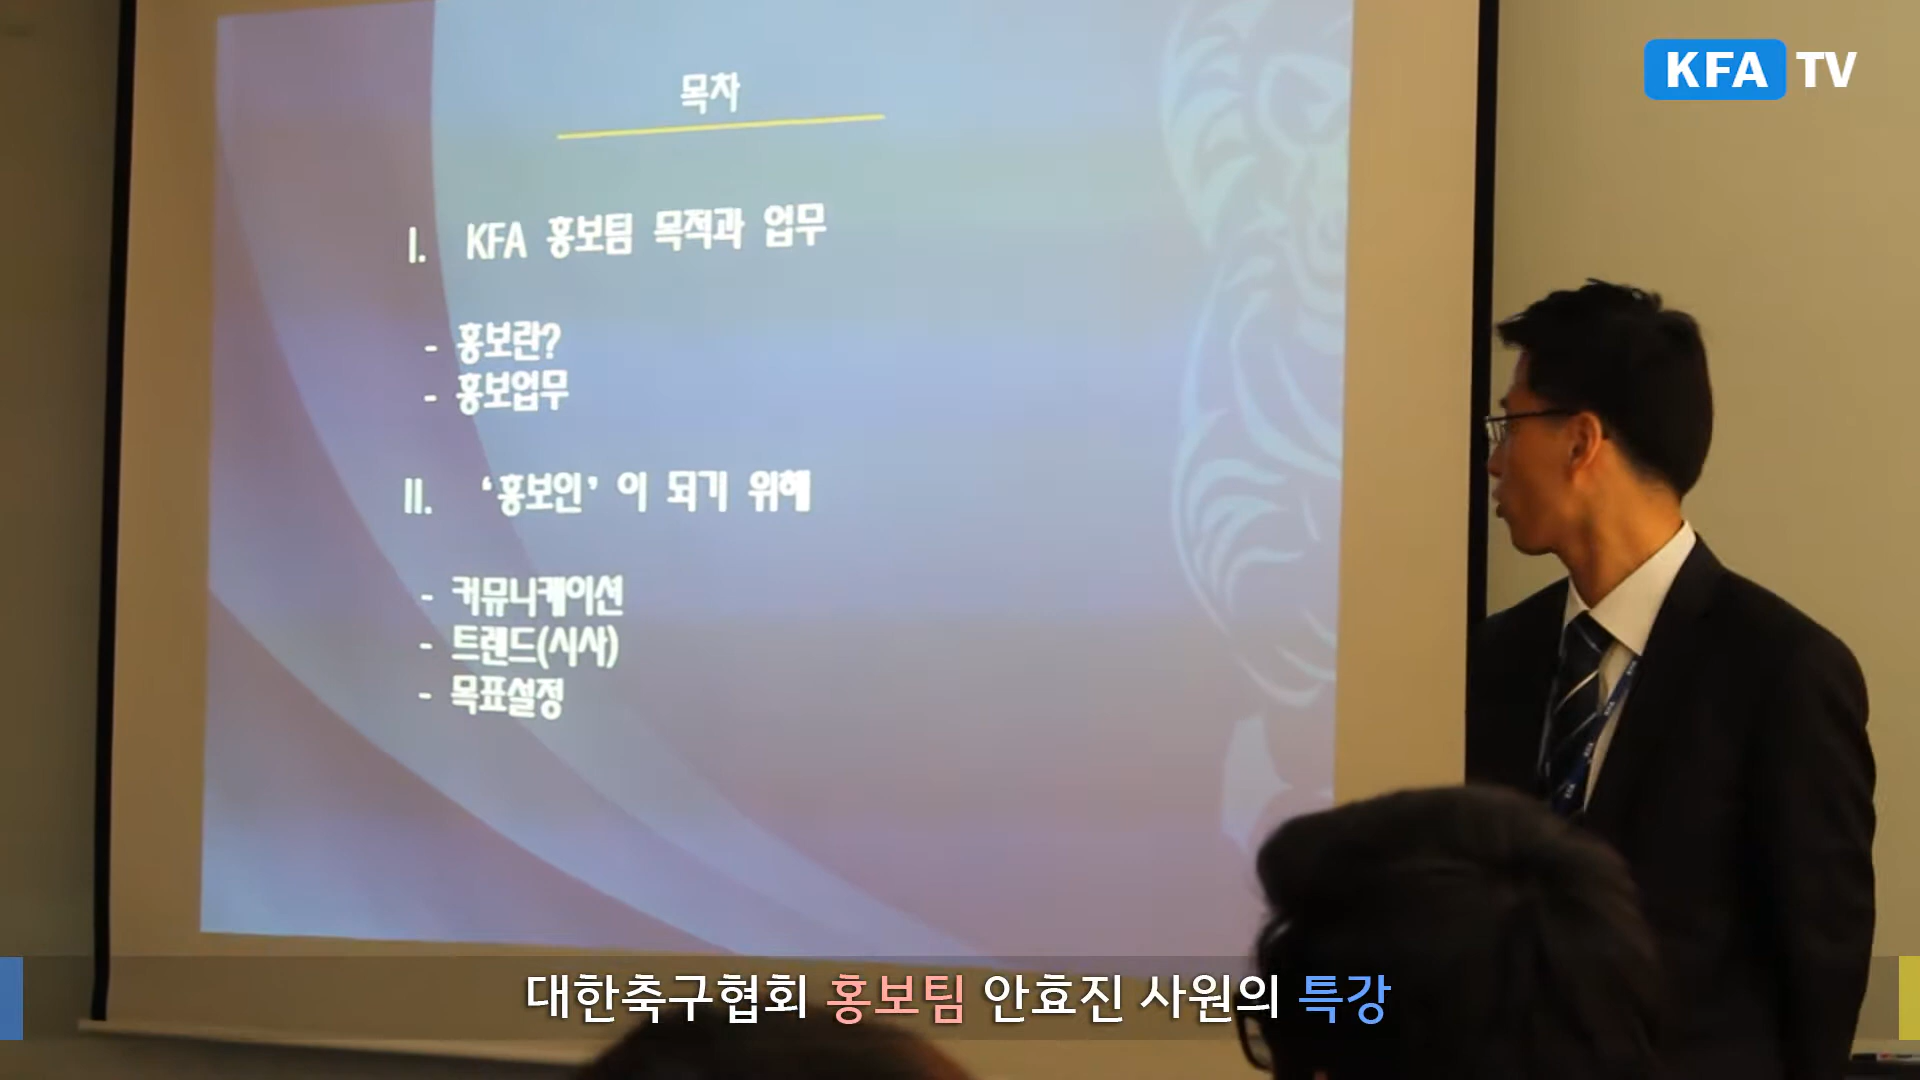 KFA TV
목차
I. KFA 홍보팀 목적과 업무
- 홍보란?
- 홍보업무
II. ‘홍보인’이 되기 위해
- 커뮤니케이션
- 트렌드(시사)
- 목표설정
대한축구협회 홍보팀 안효진 사원의 특강